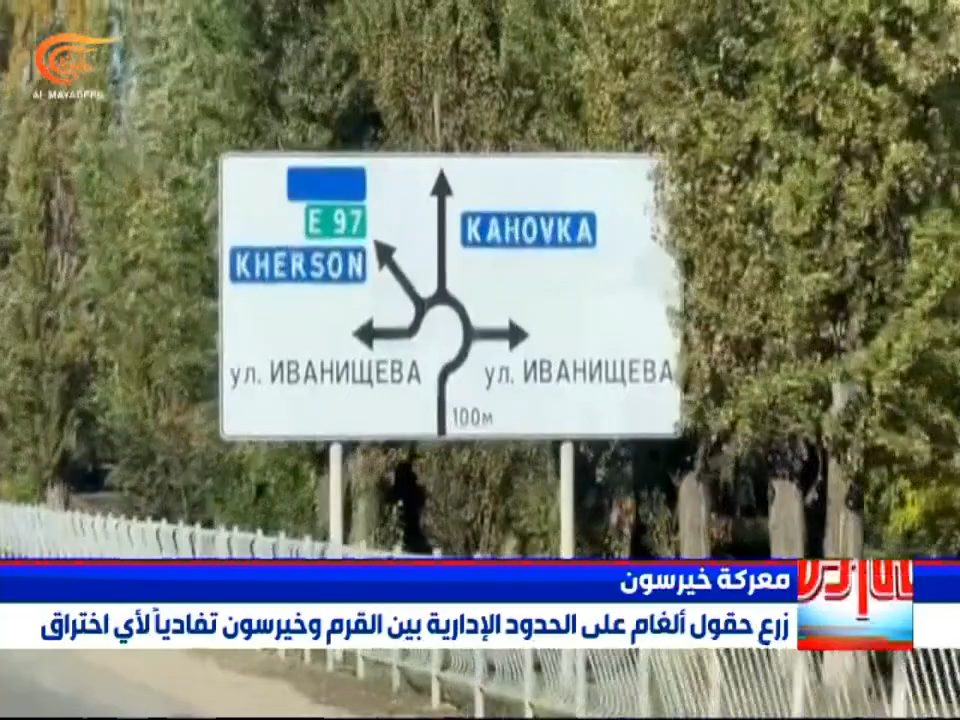 AL MAYADEEN
E 97
KAHOVKA
KHERSON
ул. ИВАНИЩЕВА
ул. ИВАНИЩЕВА
100м
معركة خيرسون
زرع حقول ألغام على الحدود الإدارية بين القرم وخيرسون تفادياً لأي اختراق